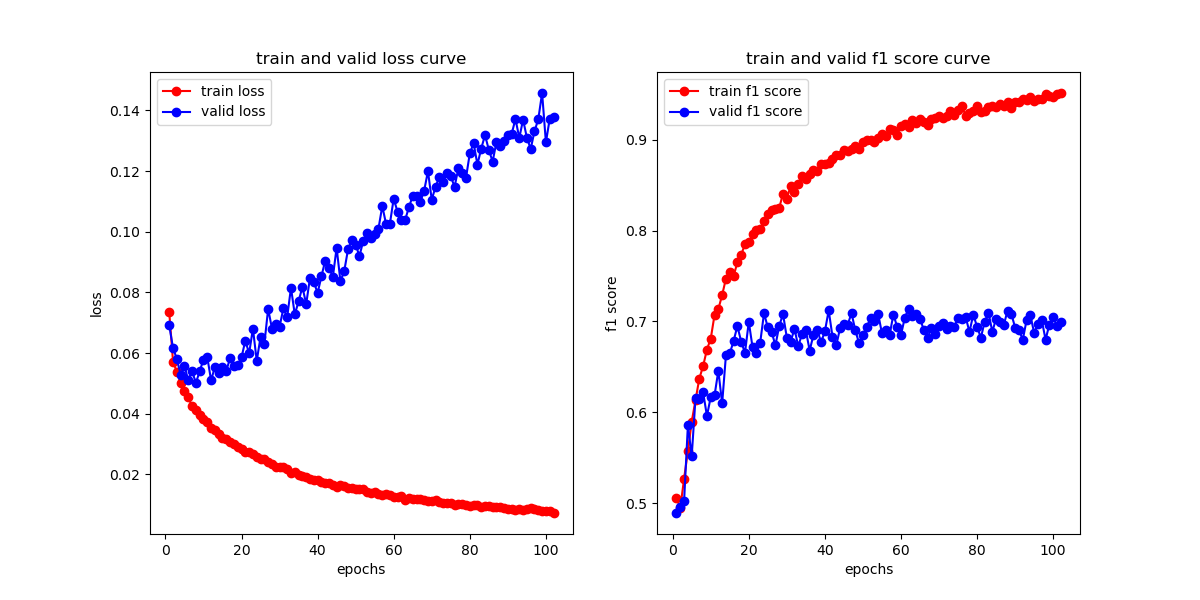 train and valid loss curve
train loss
valid loss
0.14
0.12
0.10
0.08
0.06
0.04
0.02
loss
0 20 40 60 80 100
epochs
train and valid f1 score curve
train f1 score
valid f1 score
0.9
0.8
0.7
0.6
0.5
f1 score
0 20 40 60 80 100
epochs